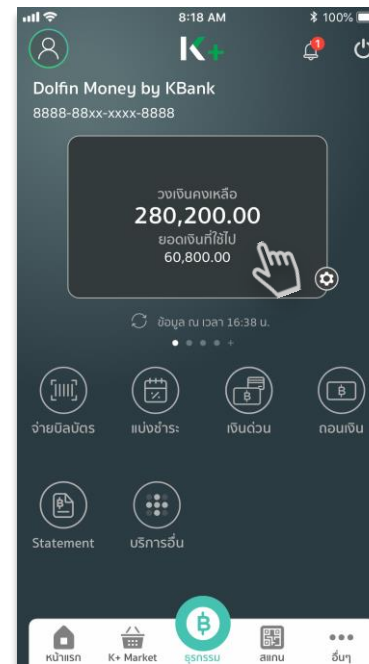 8:18 AM
100%
K+
1
Dolfin Money by KBank
8888-88xx-xxxx-8888
วงเงินคงเหลือ
280,200.00
ยอดเงินที่ใช้ไป
60,800.00
ข้อมูล ณ เวลา 16:38 น.
จ่ายบิลบัตร
แบ่งชำระ
เงินด่วน
ถอนเงิน
Statement
บริการอื่น
หน้าแรก
K+ Market
ธุรกรรม
สแกน
อื่นๆ